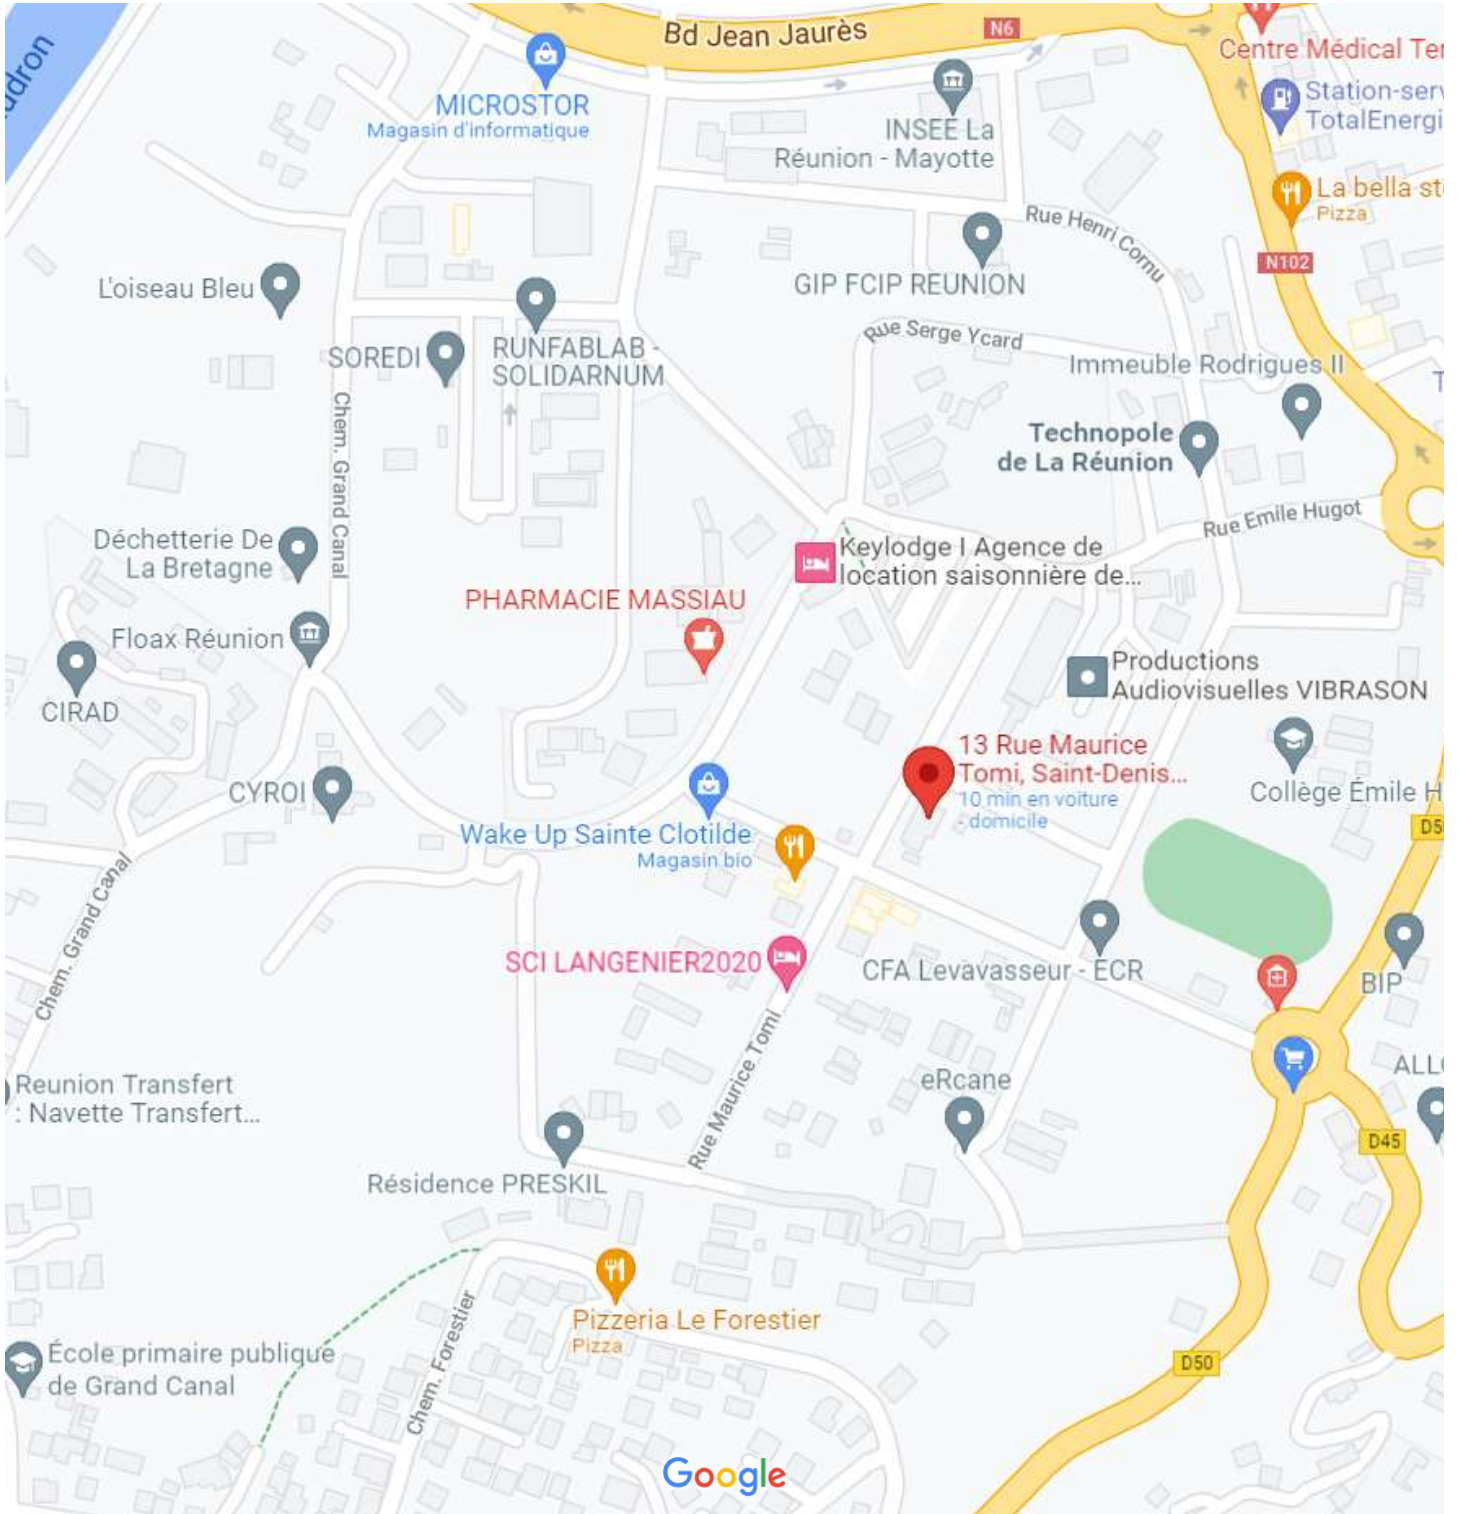 Bd Jean Jaurès
N6
Centre Médical Ter
udron
MICROSTOR
Magasin d'informatique
Station-serv
TotalEnergi
INSEE La
Réunion - Mayotte
La bella sto
Pizza
Rue Henri Cornu
N102
L'oiseau Bleu
GIP FCIP REUNION
SOREDI
RUNFABLAB -
SOLIDARNUM
Rue Serge Ycard
Immeuble Rodrigues II
T
Technopole
de La Réunion
Chem. Grand Canal
Rue Emile Hugot
Déchetterie De
La Bretagne
Keylodge I Agence de
location saisonnière de...
PHARMACIE MASSIAU
Floax Réunion
Productions
Audiovisuelles VIBRASON
CIRAD
13 Rue Maurice
Tomi, Saint-Denis...
10 min en voiture
- domicile
CYROI
Collège Émile H
Wake Up Sainte Clotilde
Magasin bio
D50
Chem. Grand Canal
SCI LANGENIER2020
CFA Levavasseur - ECR
BIP
Rue Maurice Tomi
Reunion Transfert
: Navette Transfert...
eRcane
ALLO
D45
Résidence PRESKIL
Pizzeria Le Forestier
Pizza
Chem. Forestier
École primaire publique
de Grand Canal
D50
Google